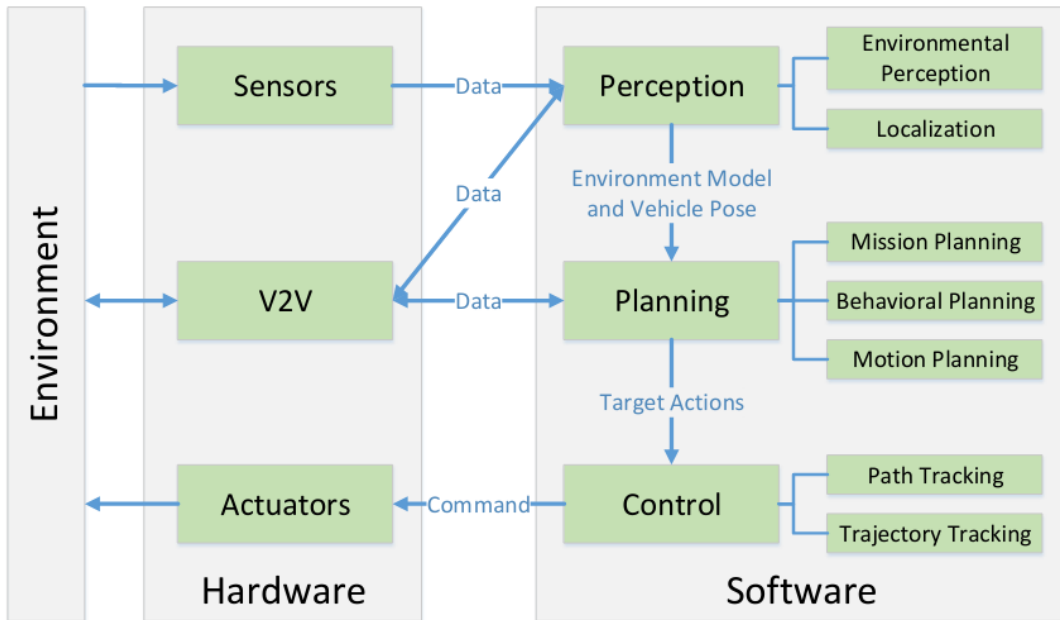 Environment
Sensors
V2V
Actuators
Hardware
Data
Data
Data
Command
Perception
Environment Model
and Vehicle Pose
Planning
Target Actions
Control
Software
Environmental
Perception
Localization
Mission Planning
Behavioral Planning
Motion Planning
Path Tracking
Trajectory Tracking